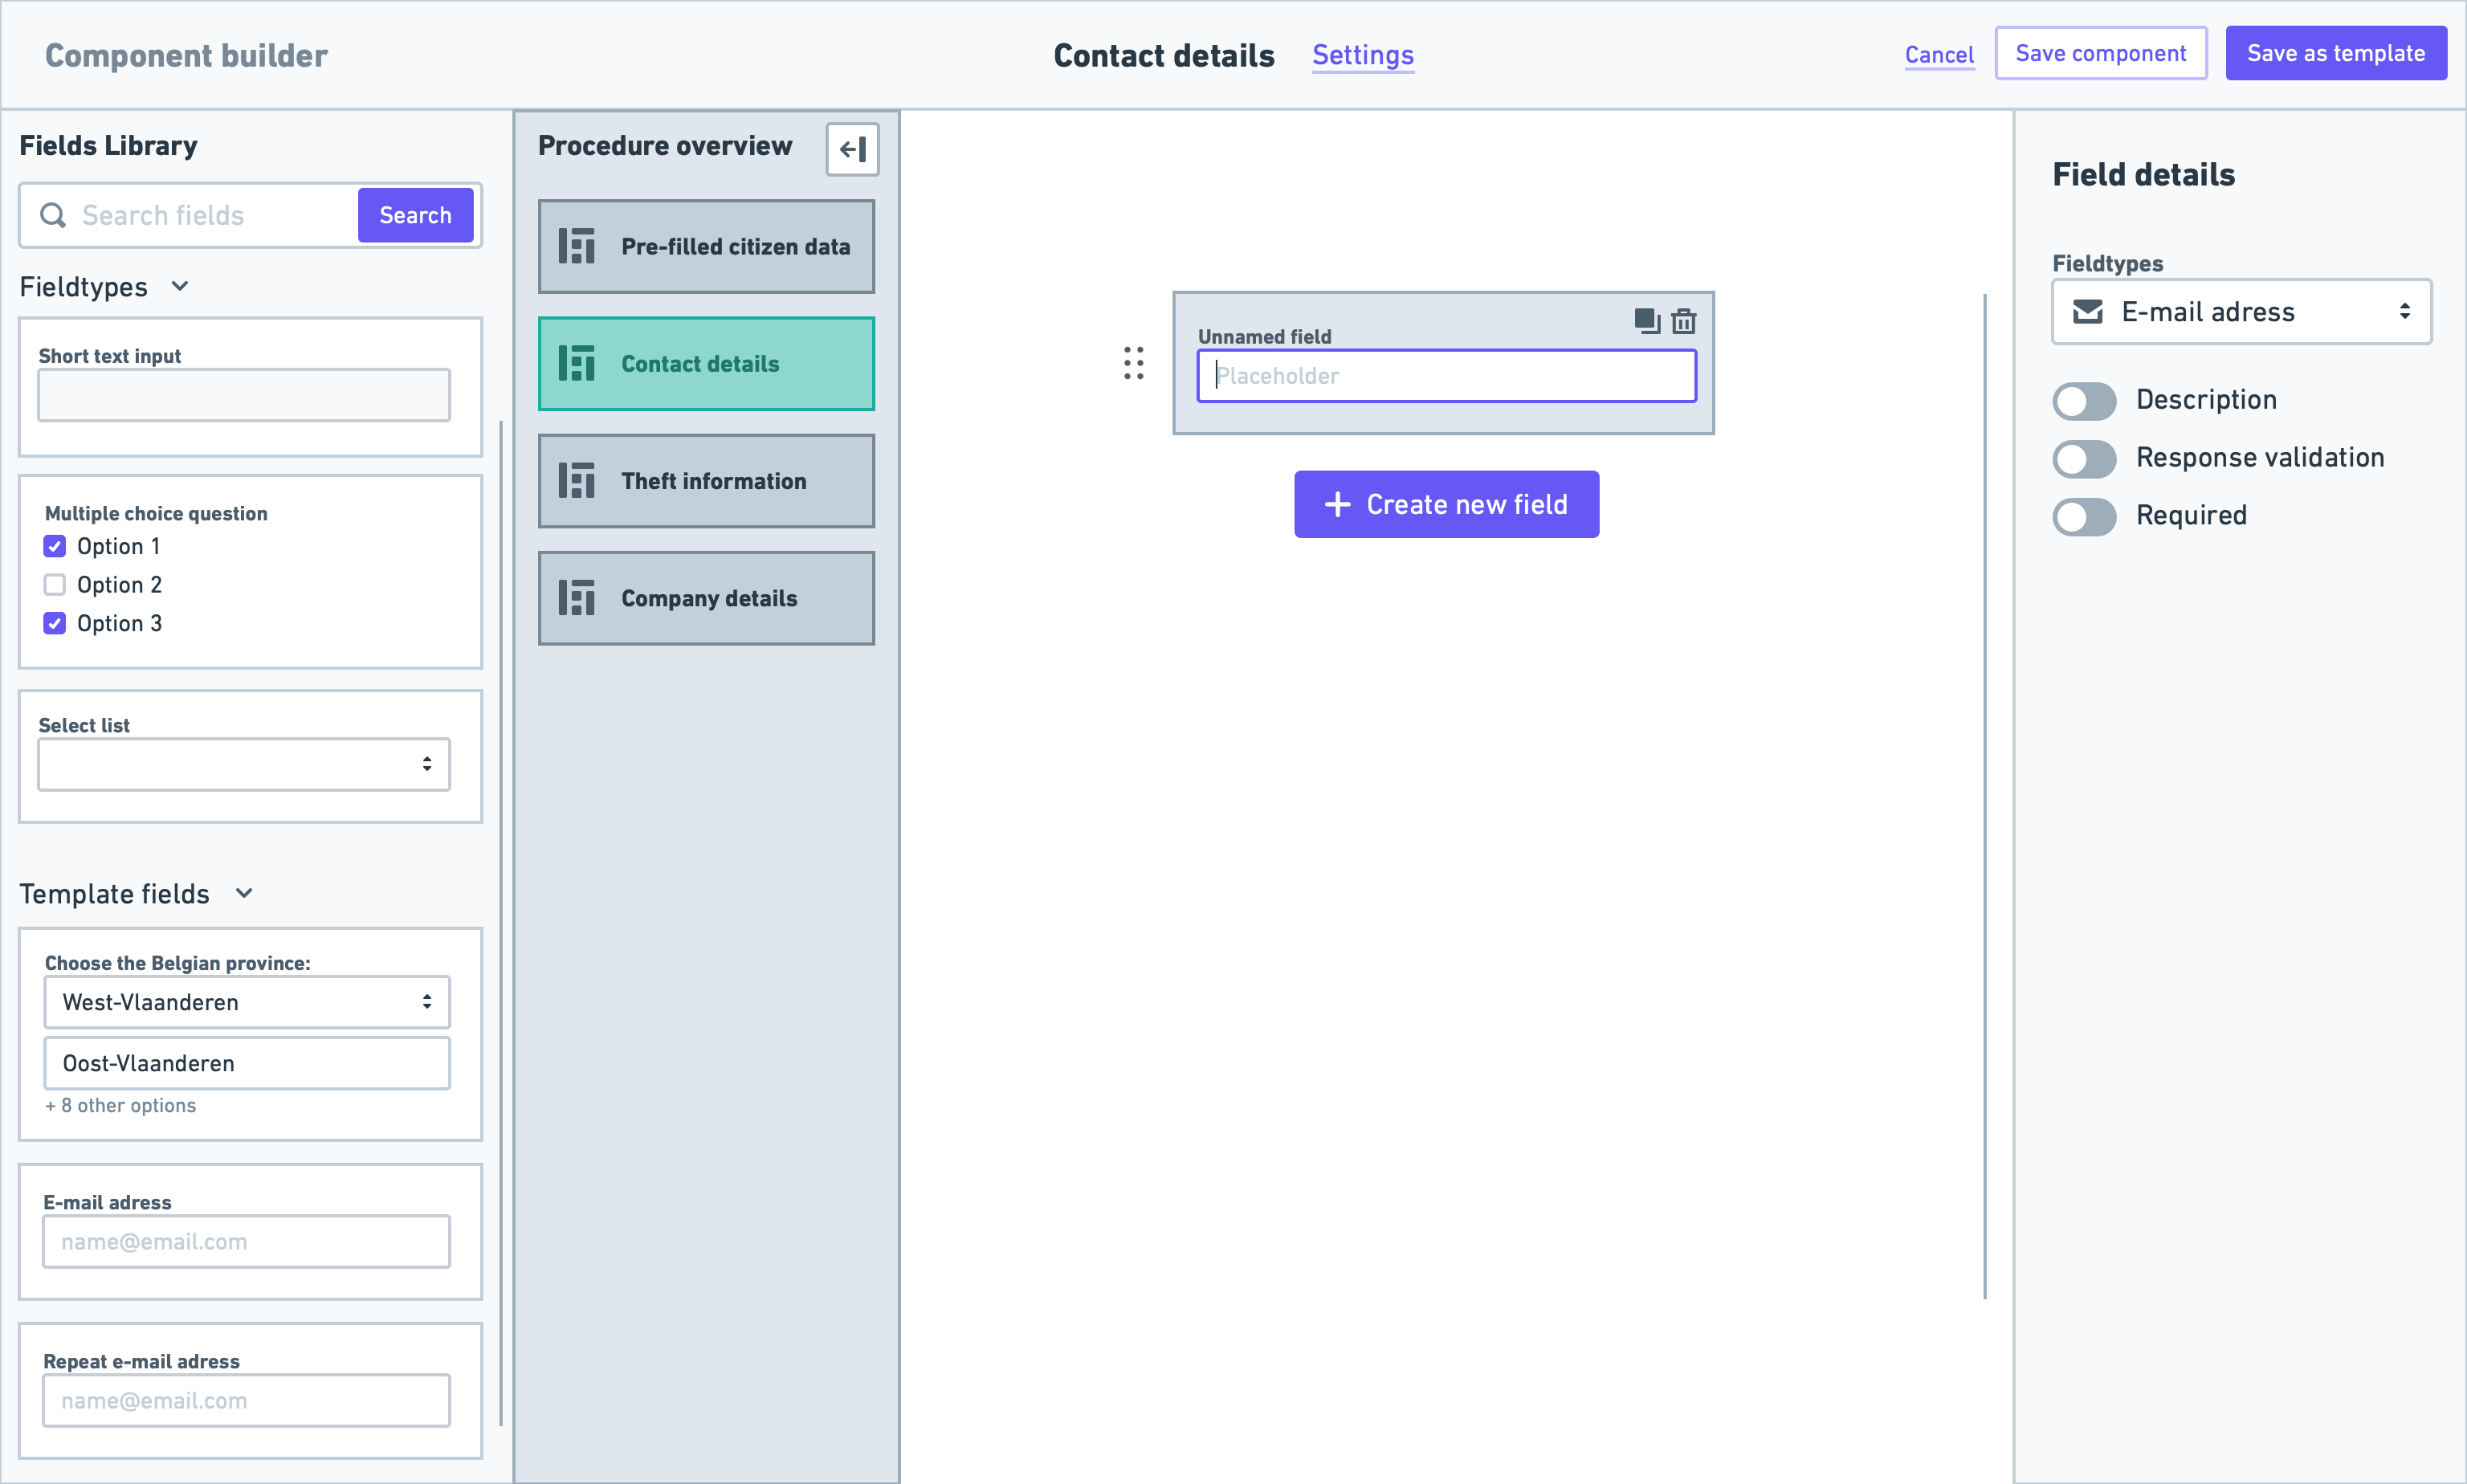 Component builder
Contact details
Settings
Cancel
Save component
Save as template
Fields Library
Search fields
Search
Fieldtypes
Short text input
Multiple choice question
Option 1
Option 2
Option 3
Select list
Template fields
Choose the Belgian province:
West-Vlaanderen
Oost-Vlaanderen
+ 8 other options
E-mail adress
name@email.com
Repeat e-mail adress
name@email.com
Procedure overview
Pre-filled citizen data
Contact details
Theft information
Company details
Unnamed field
Placeholder
Create new field
Field details
Fieldtypes
E-mail adress
Description
Response validation
Required